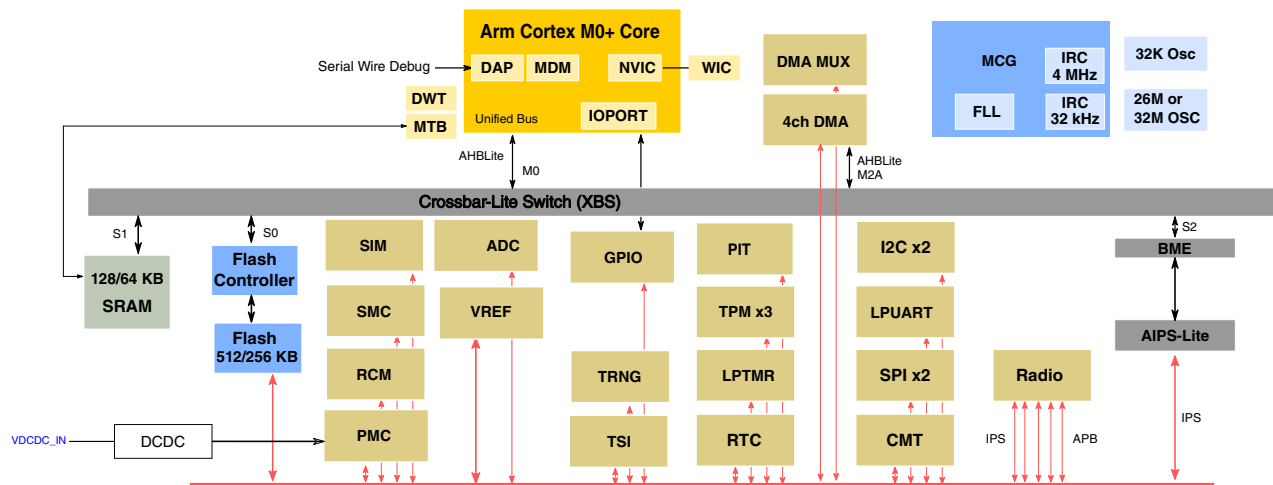 Arm Cortex M0+ Core
Serial Wire Debug
DAP
MDM
NVIC
WIC
DWT
MTB
Unified Bus
IOPORT
DMA MUX
4ch DMA
MCG
IRC
4 MHz
FLL
IRC
32 kHz
32K Osc
26M or
32M OSC
AHBLite
M0
AHBLite
M2A
Crossbar-Lite Switch (XBS)
S1
S0
S2
128/64 KB
SRAM
Flash
Controller
Flash
512/256 KB
SIM
SMC
RCM
PMC
ADC
VREF
GPIO
TRNG
TSI
PIT
TPM x3
LPTMR
RTC
I2C x2
LPUART
SPI x2
CMT
Radio
IPS
APB
BME
AIPS-Lite
IPS
VDCDC_IN
DCDC